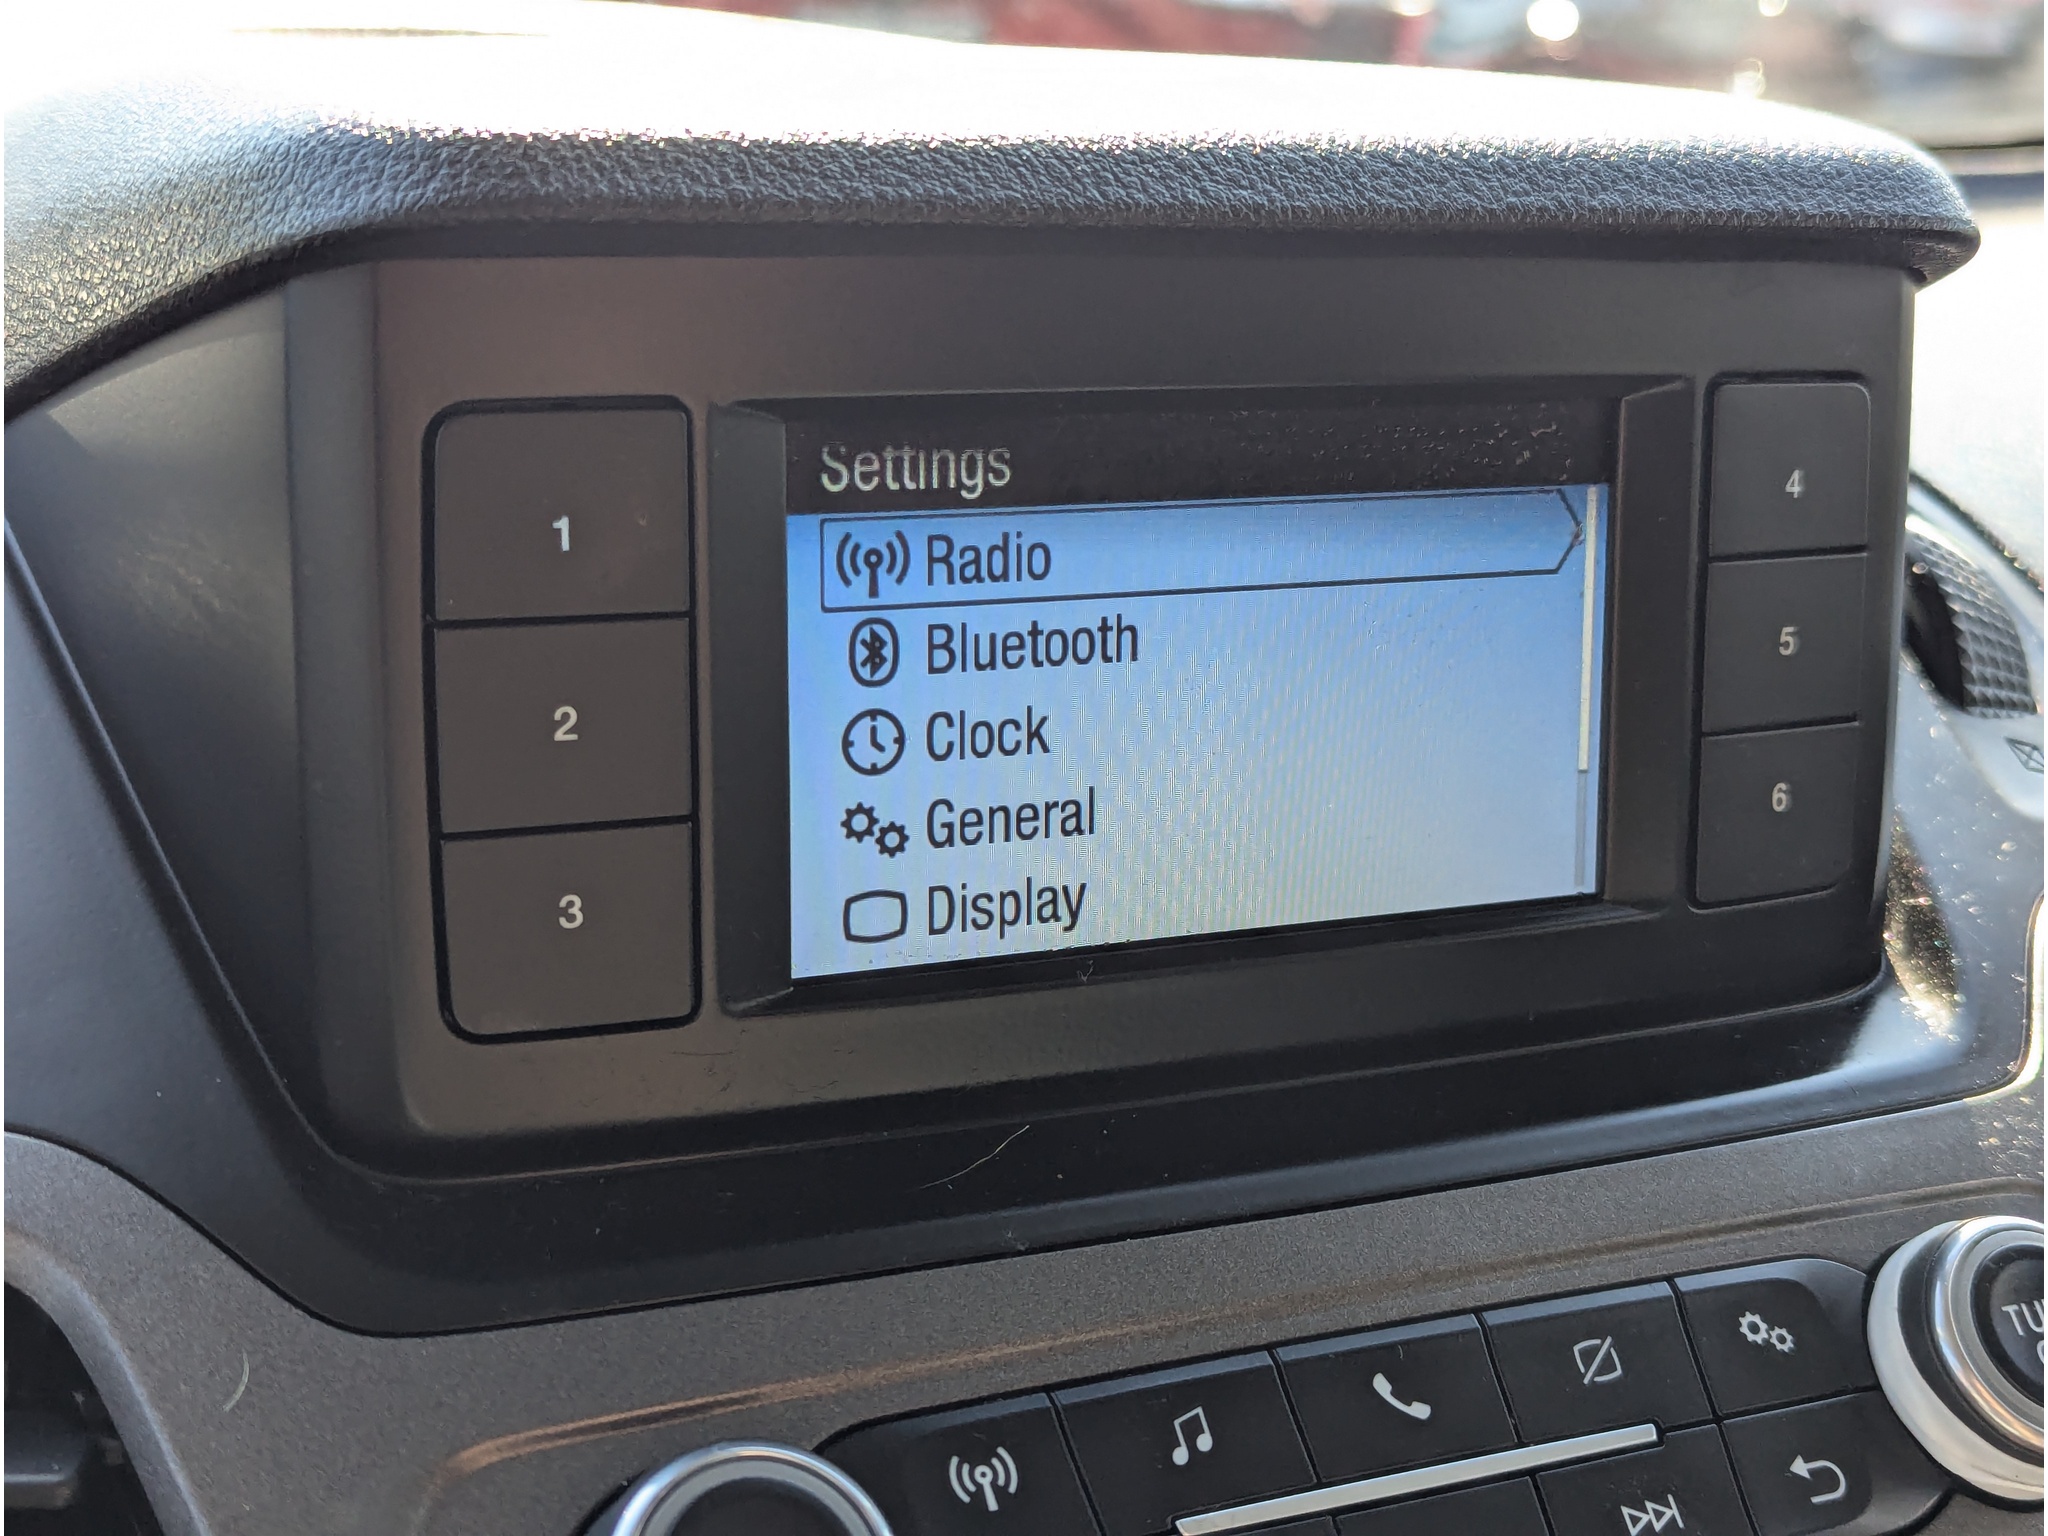 Settings
Radio
Bluetooth
Clock
General
Display
1
2
3
4
5
6